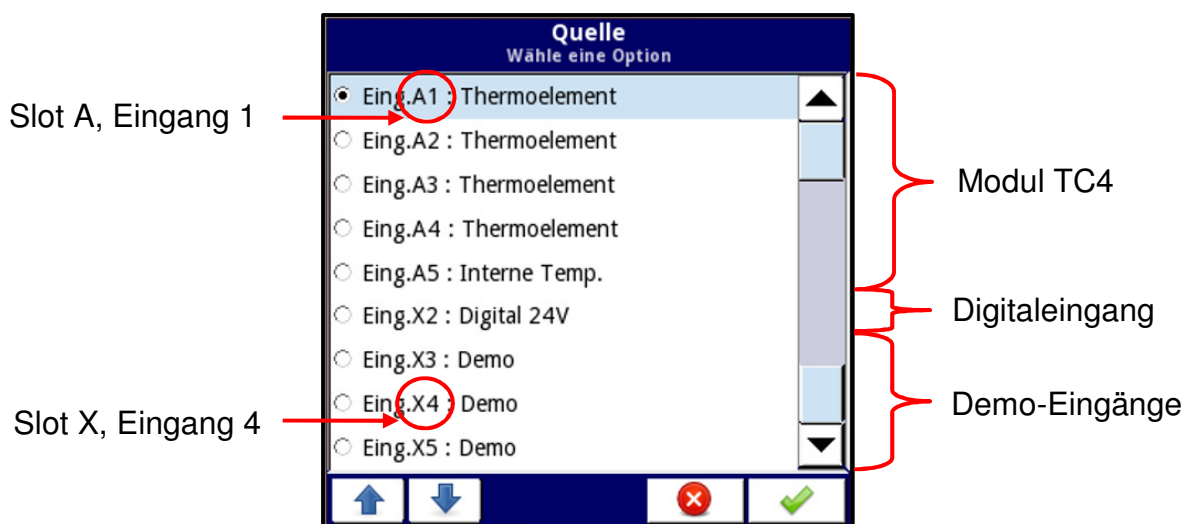 Quelle
Wähle eine Option
Eing.A1 : Thermoelement
Eing.A2 : Thermoelement
Eing.A3 : Thermoelement
Eing.A4 : Thermoelement
Eing.A5 : Interne Temp.
Eing.X2 : Digital 24V
Eing.X3 : Demo
Eing.X4 : Demo
Eing.X5 : Demo
Slot A, Eingang 1
Slot X, Eingang 4
Modul TC4
Digitaleingang
Demo-Eingänge